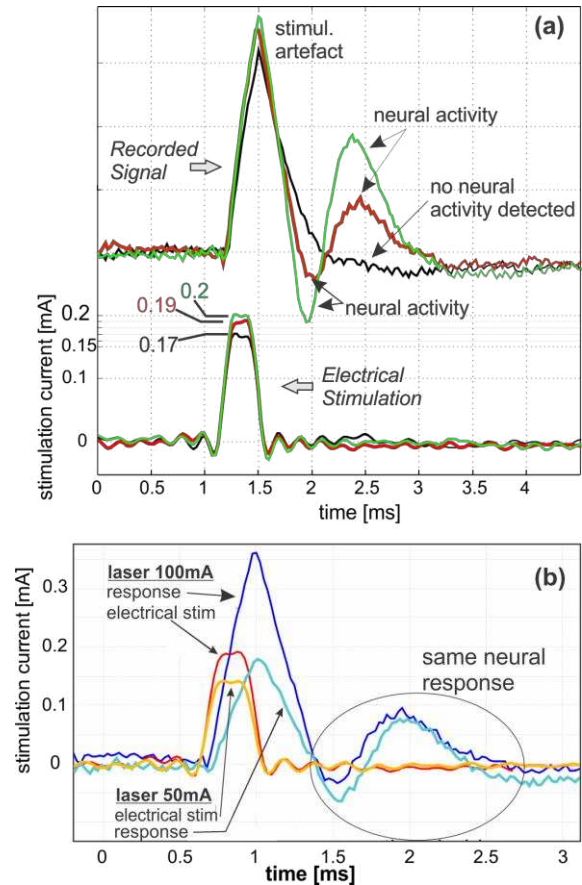 (a)
stimul.
artefact
neural activity
Recorded
Signal
no neural
activity detected
neural activity
0.2
0.19
0.17
Electrical
Stimulation
stimulation current [mA]
0.2
0.15
0.1
0
0 0.5 1 1.5 2 2.5 3 3.5 4
time [ms]
(b)
laser 100mA
response
electrical stim
same neural
response
laser 50mA
electrical stim
response
stimulation current [mA]
0.3
0.2
0.1
0
0 0.5 1 1.5 2 2.5 3
time [ms]